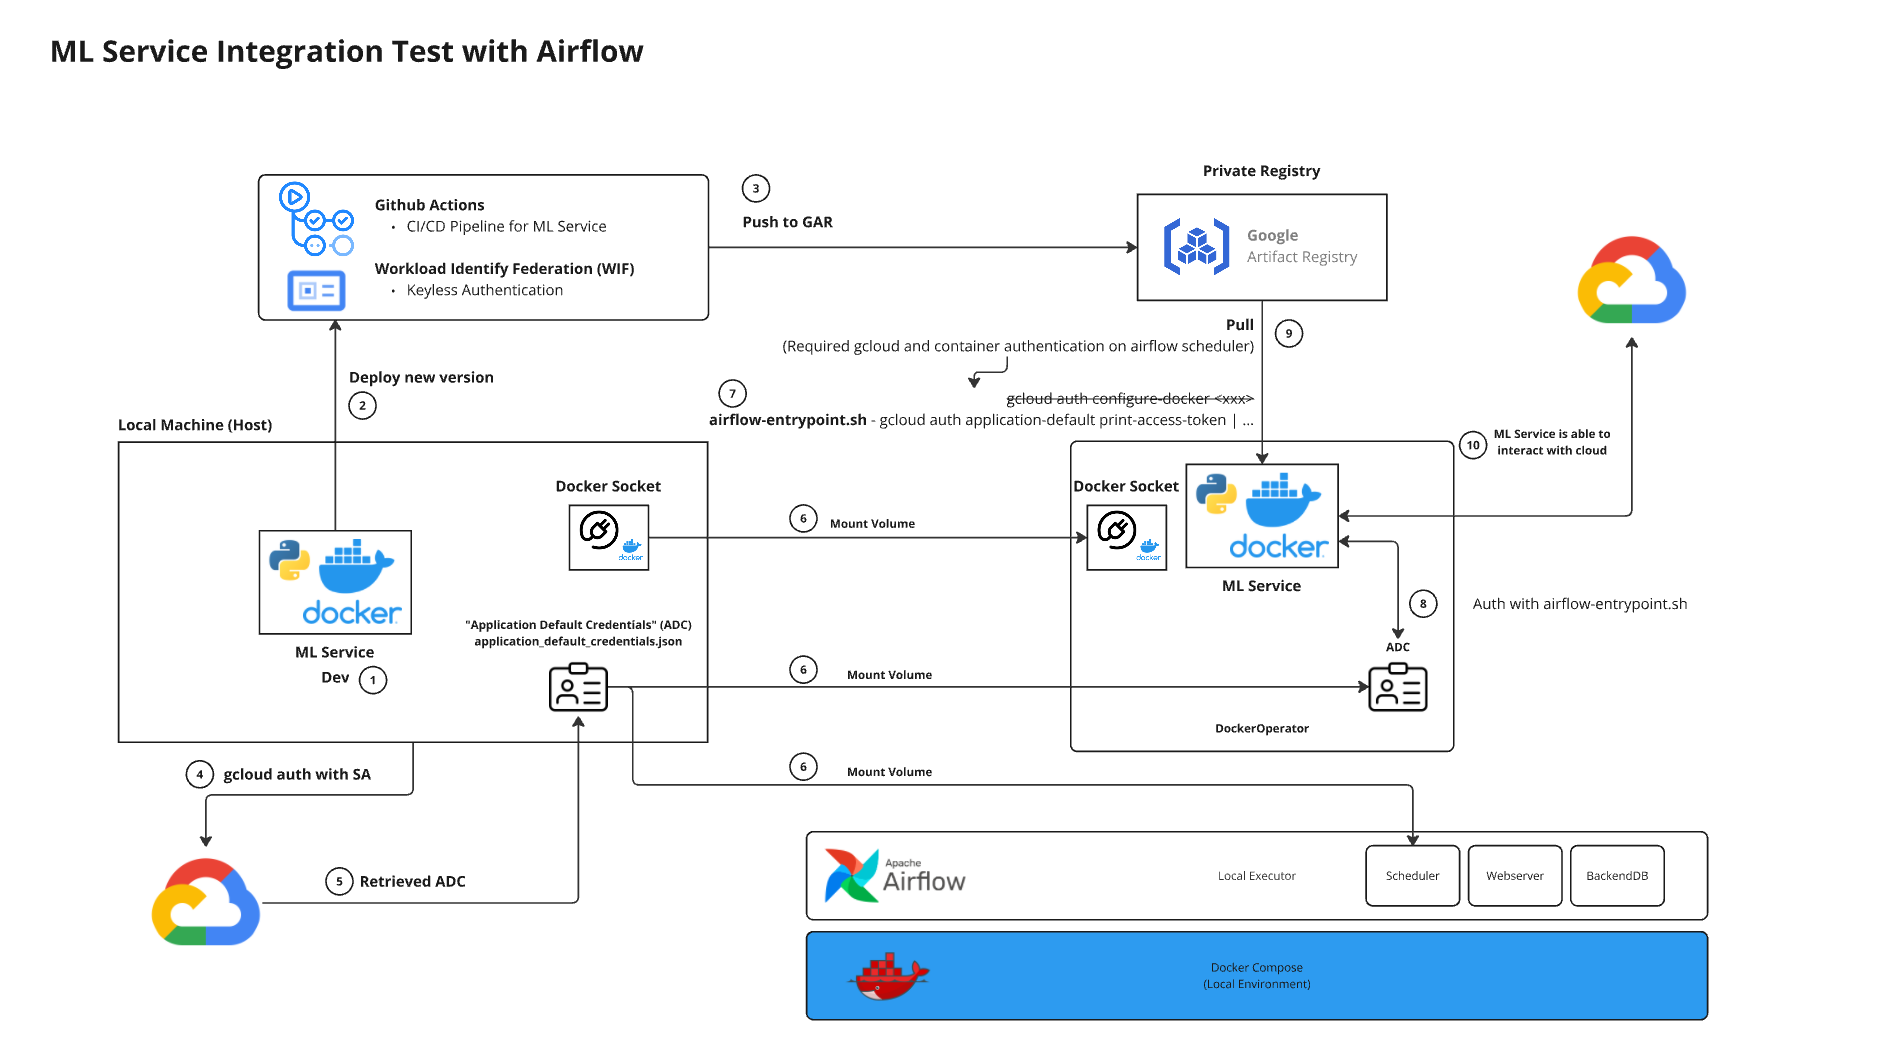 ML Service Integration Test with Airflow
Github Actions
• CI/CD Pipeline for ML Service
Workload Identify Federation (WIF)
• Keyless Authentication
3
Push to GAR
Private Registry
Google
Artifact Registry
Pull
9
(Required gcloud and container authentication on airflow scheduler)
7
gcloud auth configure-docker <xxx>
airflow-entrypoint.sh - gcloud auth application-default print-access-token | ...
Deploy new version
2
Local Machine (Host)
ML Service
Dev
1
docker
Docker Socket
docker
"Application Default Credentials" (ADC)
application_default_credentials.json
6
Mount Volume
6
Mount Volume
6
Mount Volume
Docker Socket
docker
docker
ML Service
8
Auth with airflow-entrypoint.sh
ADC
DockerOperator
10
ML Service is able to
interact with cloud
4
gcloud auth with SA
5
Retrieved ADC
Apache
Airflow
Local Executor
Scheduler
Webserver
BackendDB
Docker Compose
(Local Environment)